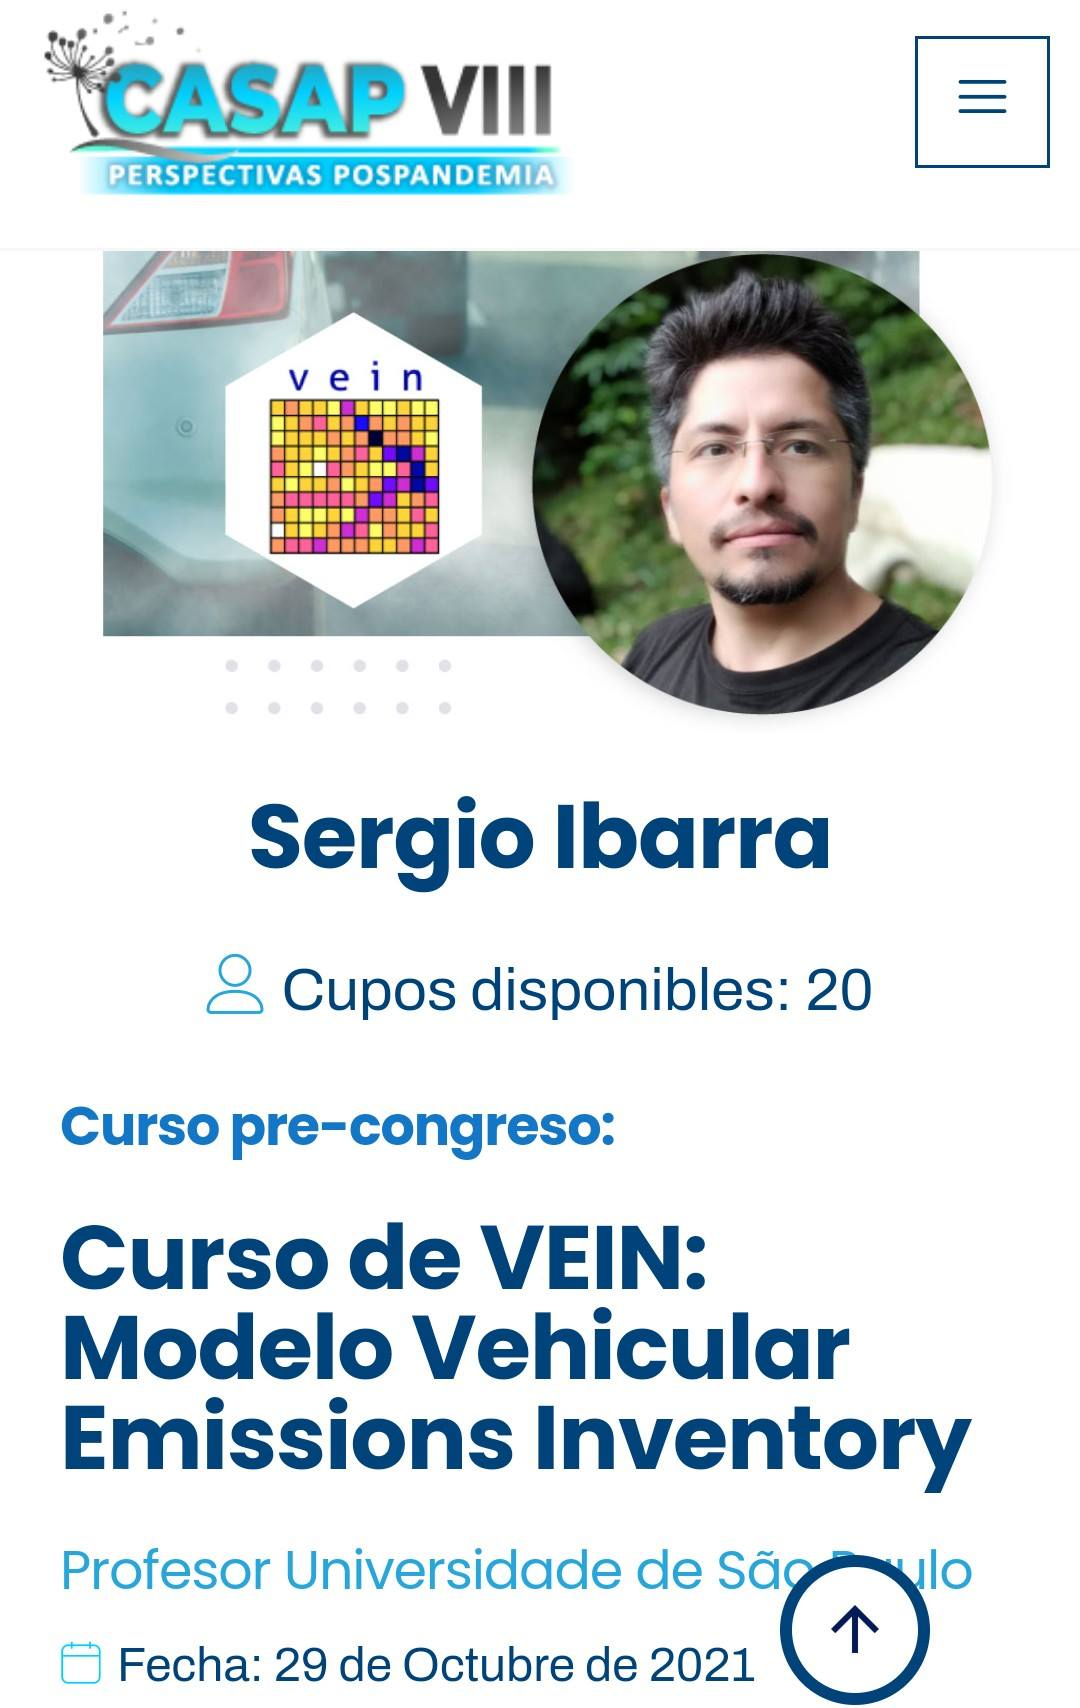 CASAP VIII
PERSPECTIVAS POSPANDEMIA
vein
Sergio Ibarra
Cupos disponibles: 20
Curso pre-congreso:
Curso de VEIN:
Modelo Vehicular
Emissions Inventory
Profesor Universidade de São Paulo
Fecha: 29 de Octubre de 2021